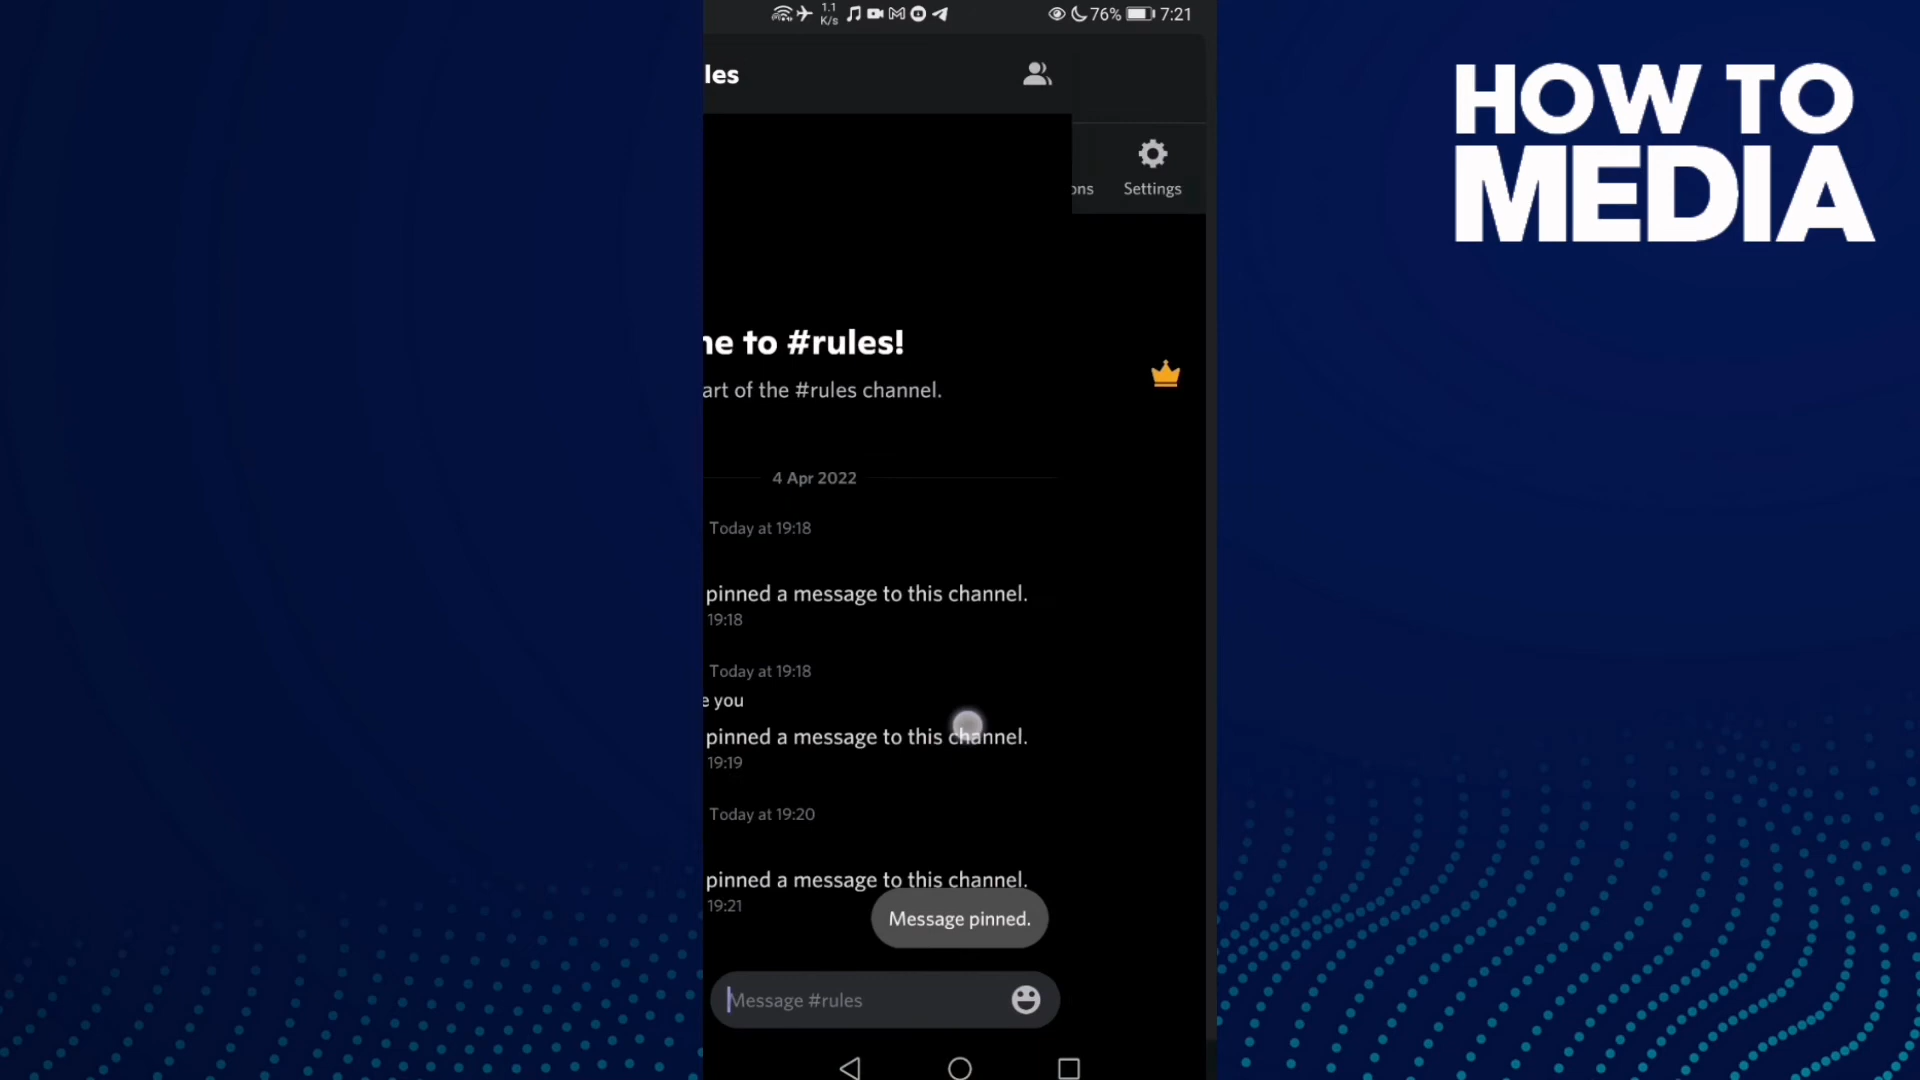 1.1
K/s
76%
7:21
HOW TO
MEDIA
les
ons
Settings
ne to #rules!
art of the #rules channel.
4 Apr 2022
Today at 19:18
pinned a message to this channel.
19:18
Today at 19:18
e you
pinned a message to this channel.
19:19
Today at 19:20
pinned a message to this channel.
19:21
Message pinned.
Message #rules